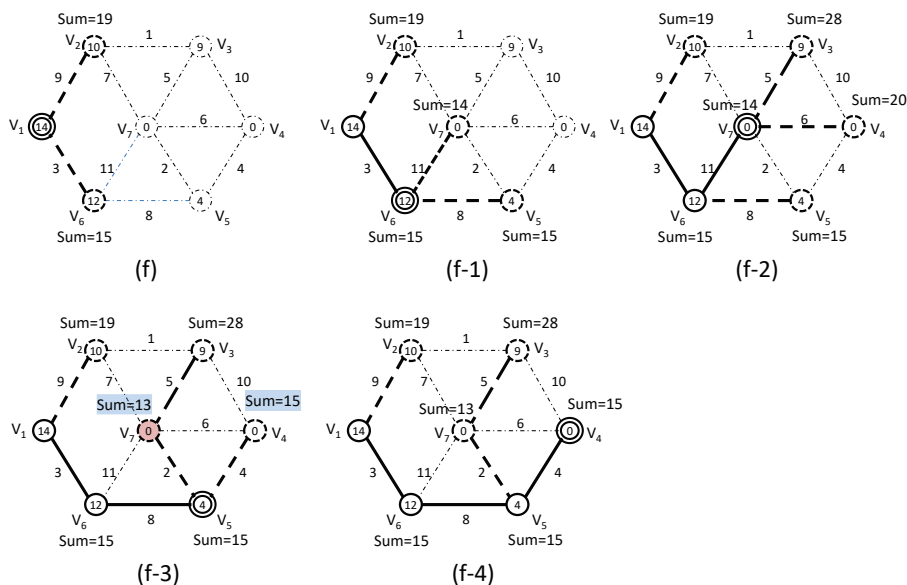 Sum=19
V2 10 1 9 V3
9 7 5 10
V1 14 V7 0 6 0 V4
3 11 2 4
V6 12 8 4 V5
Sum=15
(f)
Sum=19
V2 10 1 9 V3
9 7 5 10
Sum=14
V1 14 V7 0 6 0 V4
3 11 2 4
V6 12 8 4 V5
Sum=15 Sum=15
(f-1)
Sum=19 Sum=28
V2 10 1 9 V3
9 7 5 10
Sum=14 Sum=20
V1 14 V7 0 6 0 V4
3 11 2 4
V6 12 8 4 V5
Sum=15 Sum=15
(f-2)
Sum=19 Sum=28
V2 10 1 9 V3
9 7 5 10
Sum=13 Sum=15
V1 14 V7 0 6 0 V4
3 11 2 4
V6 12 8 4 V5
Sum=15 Sum=15
(f-3)
Sum=19 Sum=28
V2 10 1 9 V3
9 7 5 10
Sum=13 Sum=15
V1 14 V7 0 6 0 V4
3 11 2 4
V6 12 8 4 V5
Sum=15 Sum=15
(f-4)